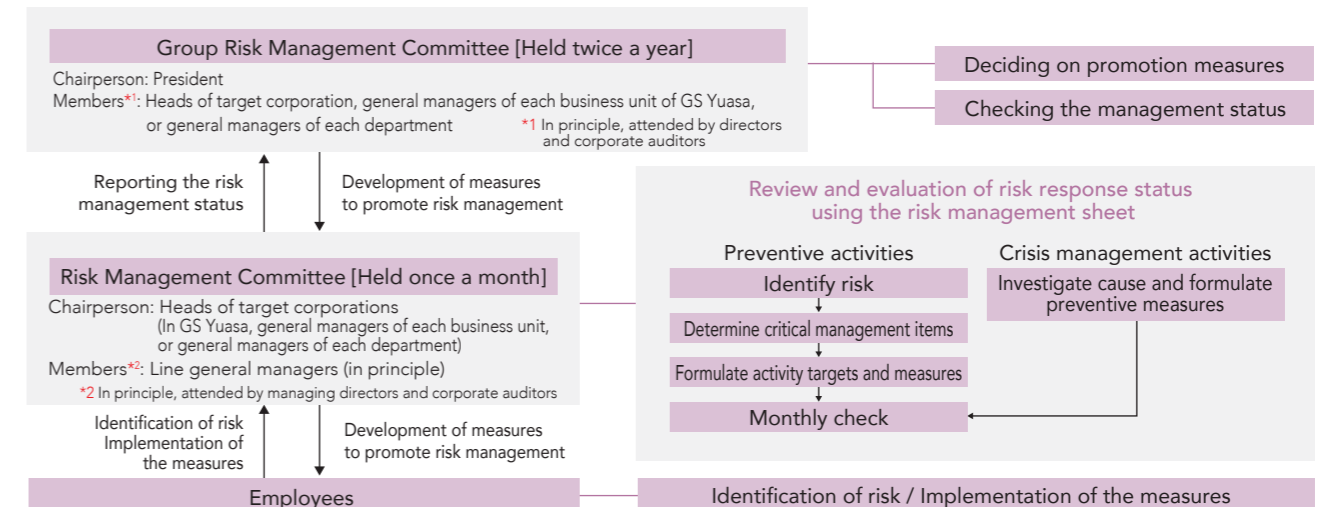 Group Risk Management Committee [Held twice a year]
Chairperson: President
Members*1: Heads of target corporation, general managers of each business unit of GS Yuasa,
or general managers of each department
*1 In principle, attended by directors
and corporate auditors
Deciding on promotion measures
Checking the management status
Reporting the risk
management status
Development of measures
to promote risk management
Risk Management Committee [Held once a month]
Chairperson: Heads of target corporations
(In GS Yuasa, general managers of each business unit,
or general managers of each department)
Members*2: Line general managers (in principle)
*2 In principle, attended by managing directors and corporate auditors
Review and evaluation of risk response status
using the risk management sheet
Preventive activities
Identify risk
Determine critical management items
Formulate activity targets and measures
Monthly check
Crisis management activities
Investigate cause and formulate
preventive measures
Identification of risk
Implementation of
the measures
Development of measures
to promote risk management
Employees
Identification of risk / Implementation of the measures